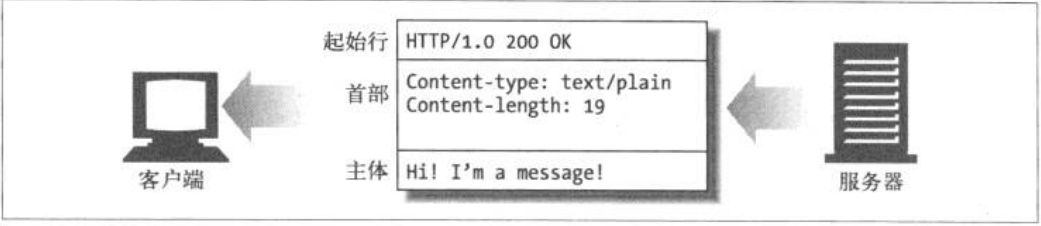 起始行 HTTP/1.0 200 OK
首部 Content-type: text/plain
Content-length: 19
主体 Hi! I'm a message!
客户端
服务器